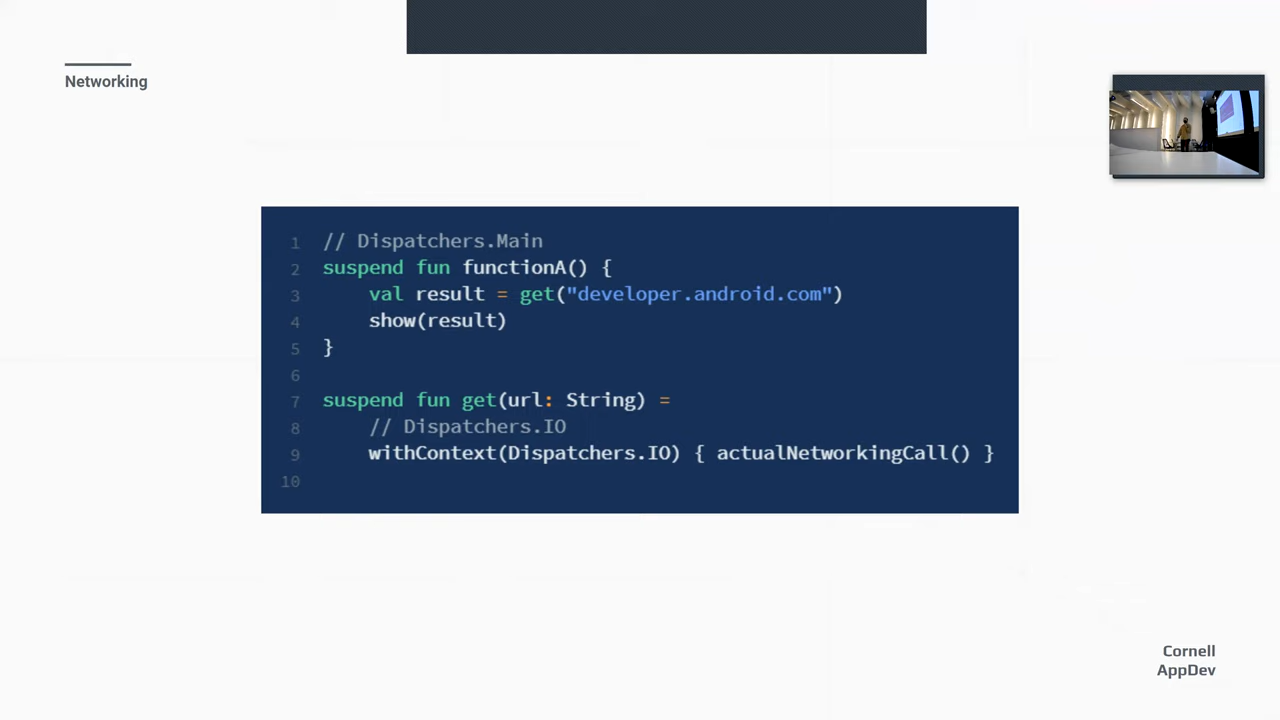 Networking
1 // Dispatchers.Main
2 suspend fun functionA() {
3     val result = get("developer.android.com")
4     show(result)
5 }
6
7 suspend fun get(url: String) =
8     // Dispatchers.IO
9     withContext(Dispatchers.IO) { actualNetworkingCall() }
10
Cornell
AppDev